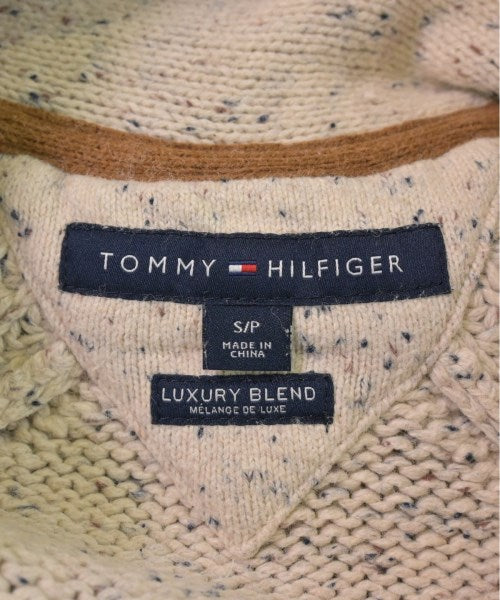 TOMMY HILFIGER
S/P
MADE IN
CHINA
LUXURY BLEND
MÉLANGE DE LUXE